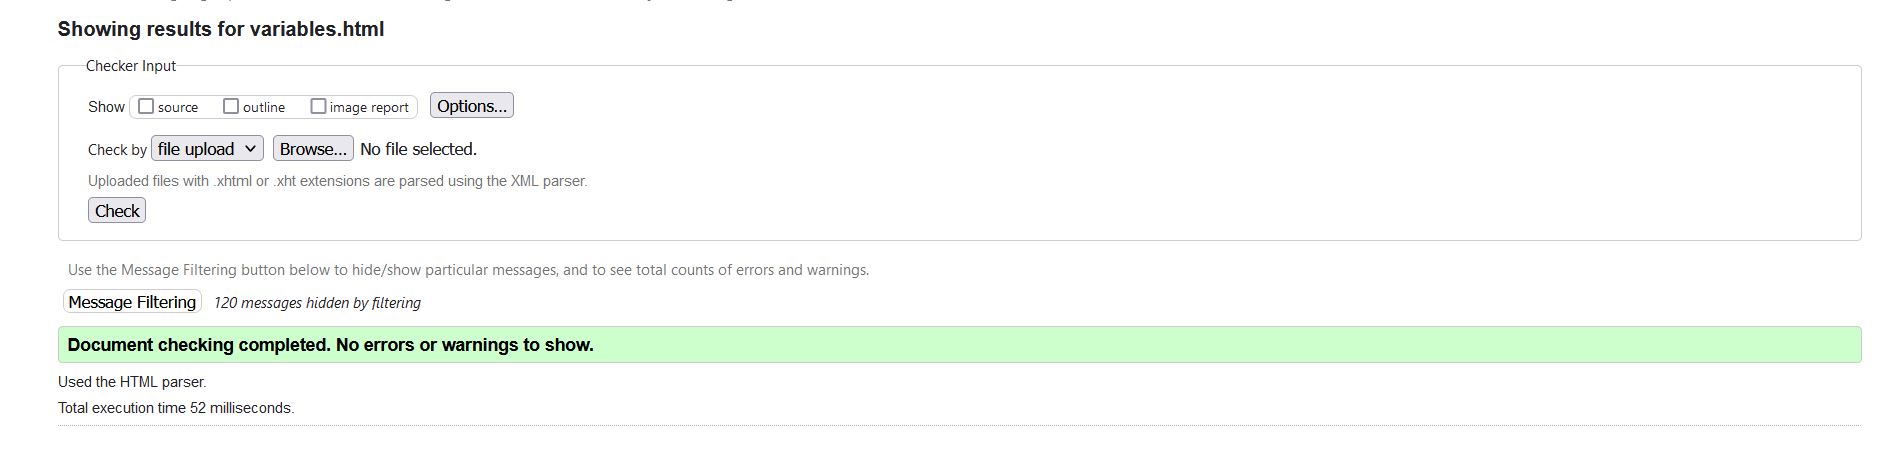 Showing results for variables.html
Checker Input
Show source outline image report Options...
Check by file upload Browse... No file selected.
Uploaded files with .xhtml or .xht extensions are parsed using the XML parser.
Check
Use the Message Filtering button below to hide/show particular messages, and to see total counts of errors and warnings.
Message Filtering 120 messages hidden by filtering
Document checking completed. No errors or warnings to show.
Used the HTML parser.
Total execution time 52 milliseconds.